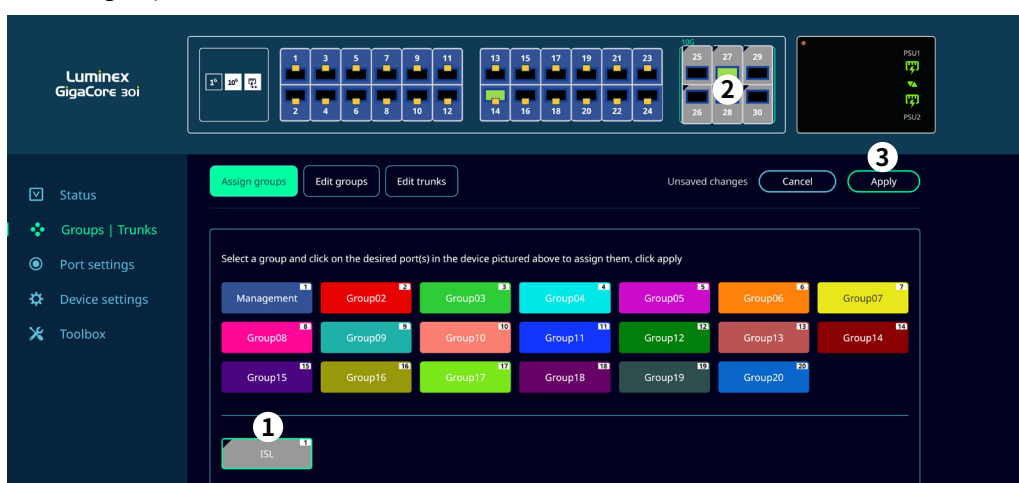 10G
1 3 5 7 9 11 13 15 17 19 21 23 25 27 29
PSU1
Luminex
GigaCore 30i
1G 10G
2
2 4 6 8 10 12 14 16 18 20 22 24 26 28 30
PSU2
3
Assign groups Edit groups Edit trunks Unsaved changes Cancel Apply
Status
Groups | Trunks
Port settings
Device settings
Toolbox
Select a group and click on the desired port(s) in the device pictured above to assign them, click apply
Management 1 Group02 2 Group03 3 Group04 4 Group05 5 Group06 6 Group07 7
Group08 8 Group09 9 Group10 10 Group11 11 Group12 12 Group13 13 Group14 14
Group15 15 Group16 16 Group17 17 Group18 18 Group19 19 Group20 20
1
ISL 1